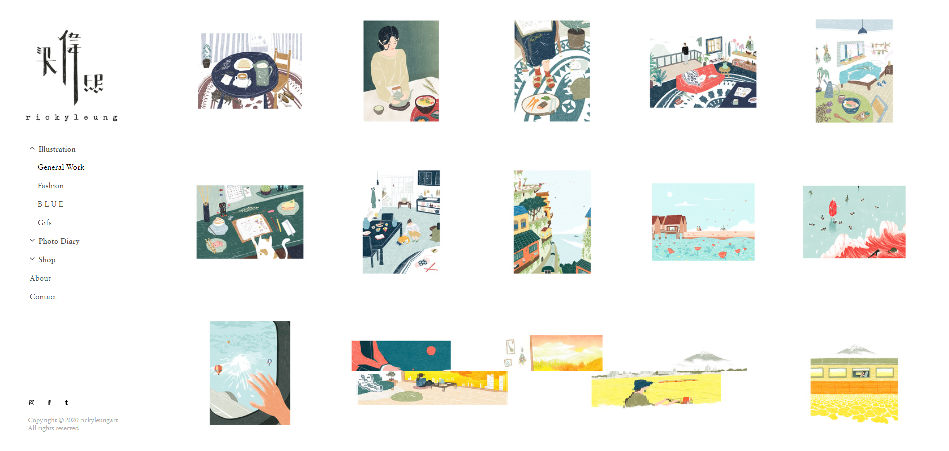 梁偉熙
rickyleung
Illustration
General Work
Fashion
BLUE
Gifs
Photo Diary
Shop
About
Contact
f
t
Copyright © 2020 rickyleungart
All rights reserved.